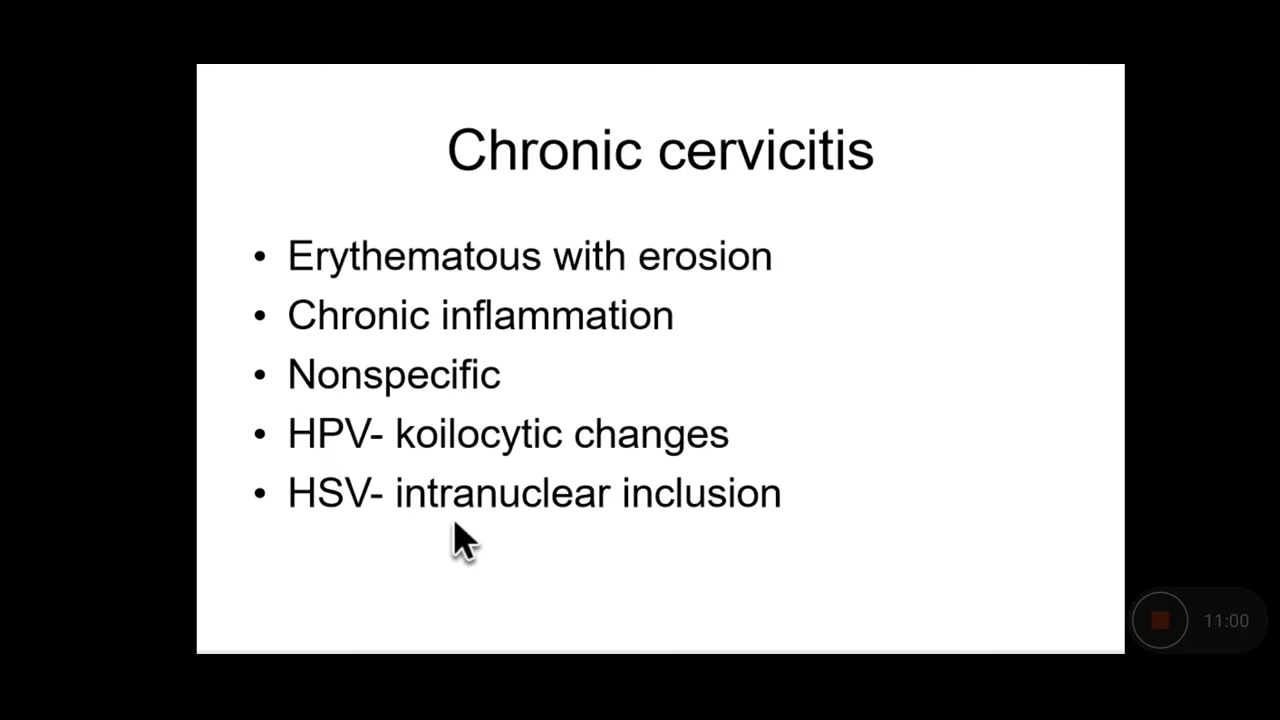 Chronic cervicitis
• Erythematous with erosion
• Chronic inflammation
• Nonspecific
• HPV- koilocytic changes
• HSV- intranuclear inclusion
11:00